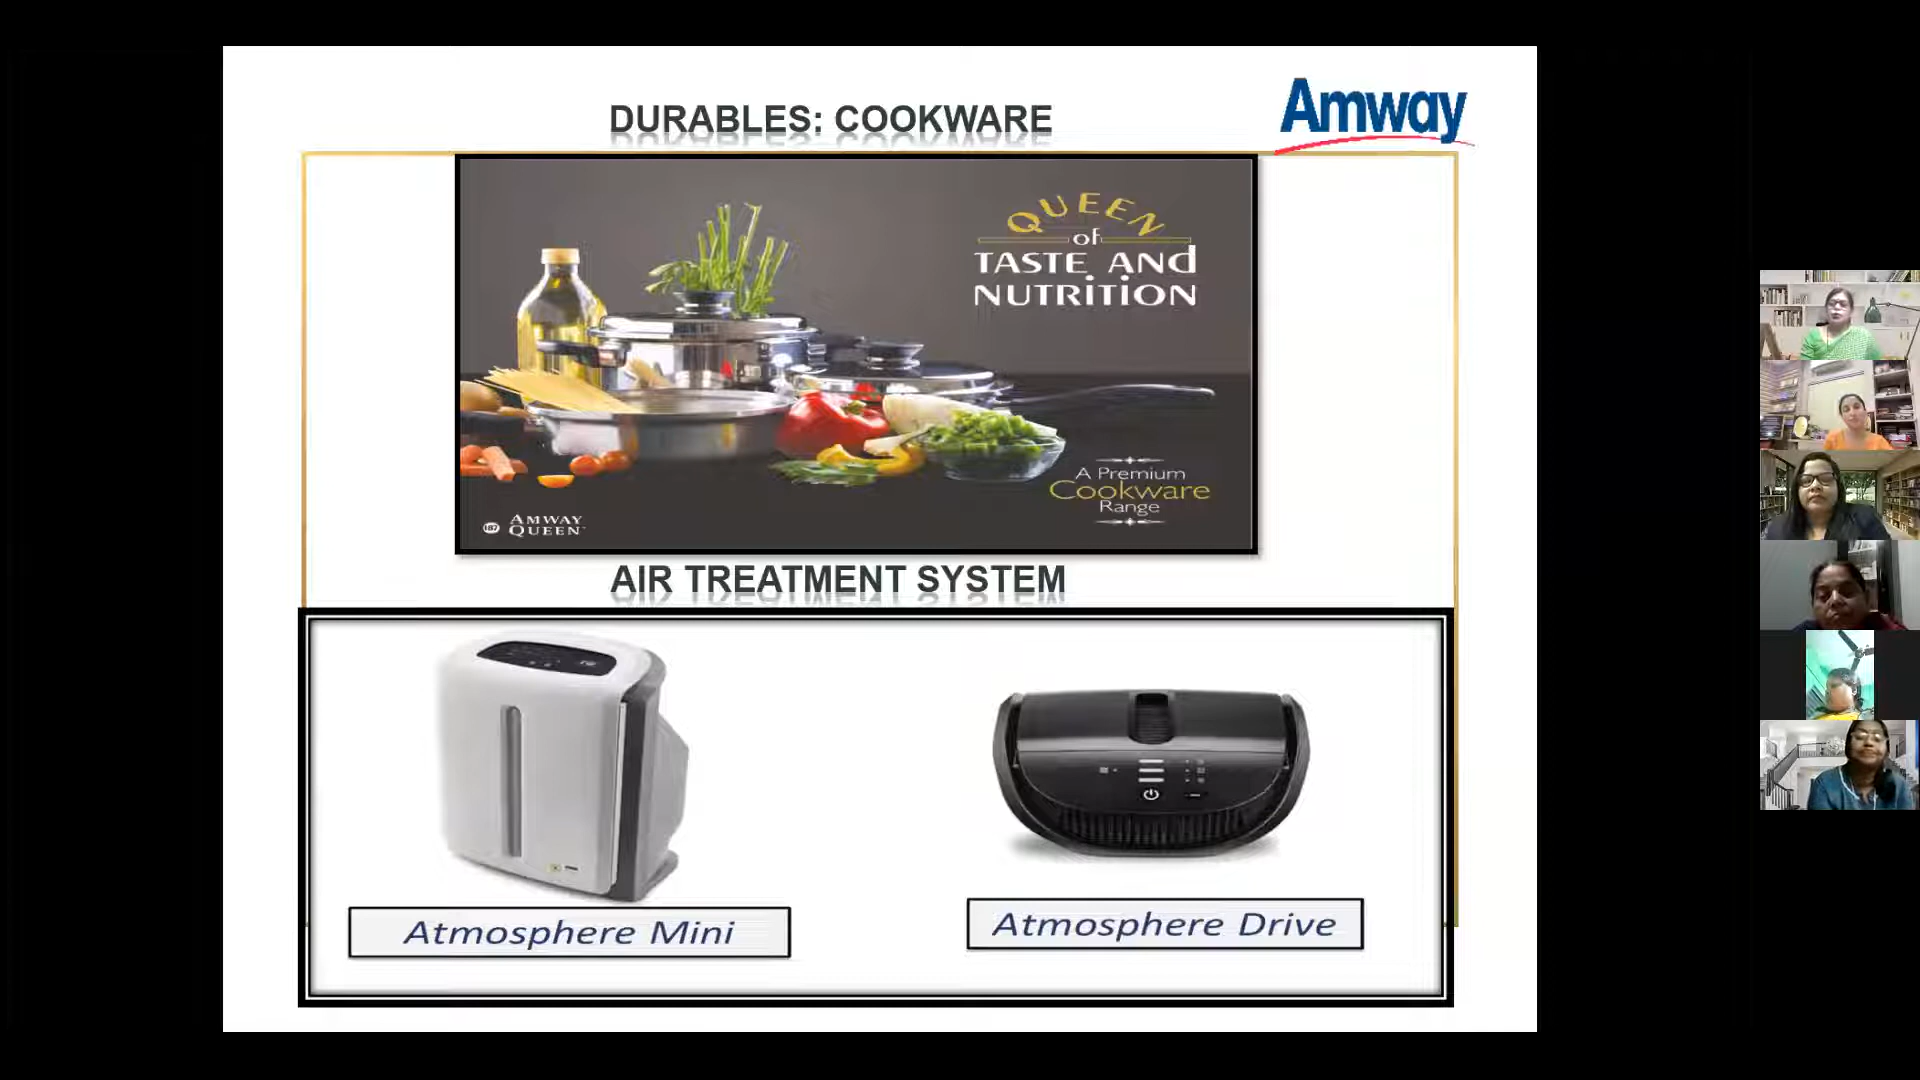 DURABLES: COOKWARE
Amway
QUEEN
of
TASTE AND
NUTRITION
A Premium
Cookware
Range
AMWAY
QUEEN
AIR TREATMENT SYSTEM
Atmosphere Mini
Atmosphere Drive